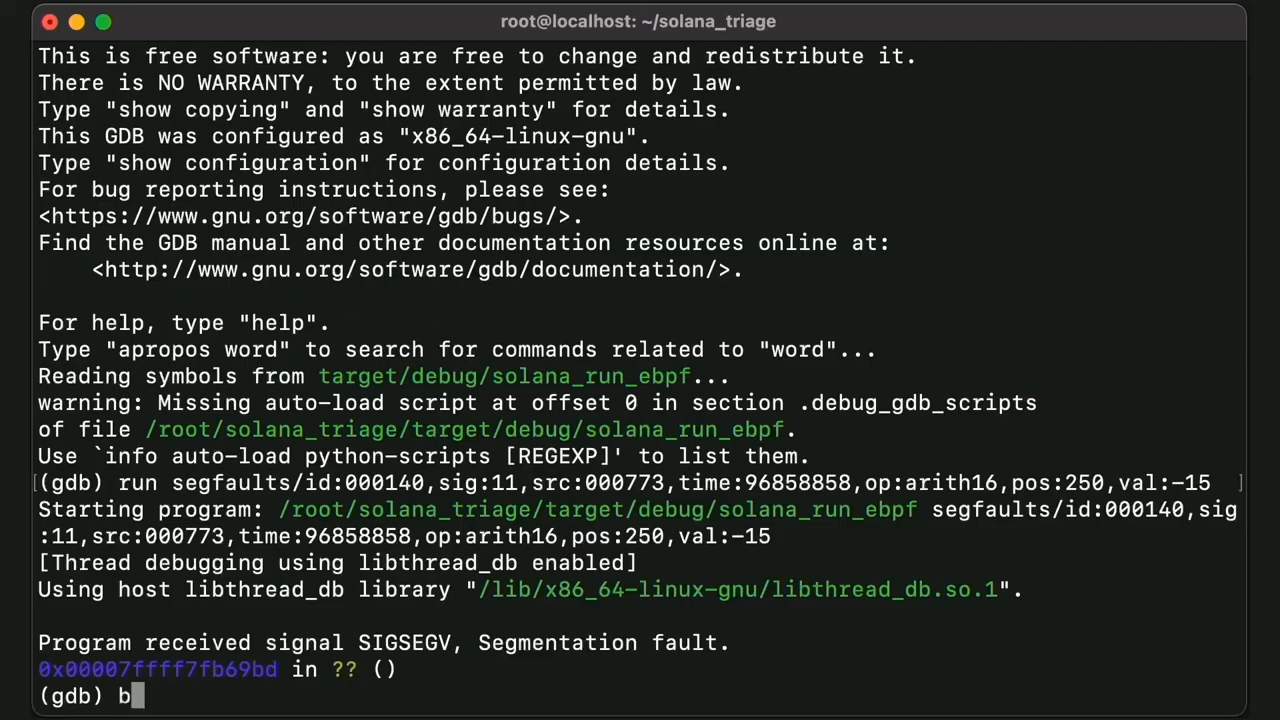 root@localhost: ~/solana_triage
This is free software: you are free to change and redistribute it.
There is NO WARRANTY, to the extent permitted by law.
Type "show copying" and "show warranty" for details.
This GDB was configured as "x86_64-linux-gnu".
Type "show configuration" for configuration details.
For bug reporting instructions, please see:
<https://www.gnu.org/software/gdb/bugs/>.
Find the GDB manual and other documentation resources online at:
    <http://www.gnu.org/software/gdb/documentation/>.
For help, type "help".
Type "apropos word" to search for commands related to "word"...
Reading symbols from target/debug/solana_run_ebpf...
warning: Missing auto-load script at offset 0 in section .debug_gdb_scripts
of file /root/solana_triage/target/debug/solana_run_ebpf.
Use `info auto-load python-scripts [REGEXP]' to list them.
[(gdb) run segfaults/id:000140,sig:11,src:000773,time:96858858,op:arith16,pos:250,val:-15 ]
Starting program: /root/solana_triage/target/debug/solana_run_ebpf segfaults/id:000140,sig
:11,src:000773,time:96858858,op:arith16,pos:250,val:-15
[Thread debugging using libthread_db enabled]
Using host libthread_db library "/lib/x86_64-linux-gnu/libthread_db.so.1".
Program received signal SIGSEGV, Segmentation fault.
0x00007ffff7fb69bd in ?? ()
(gdb) b